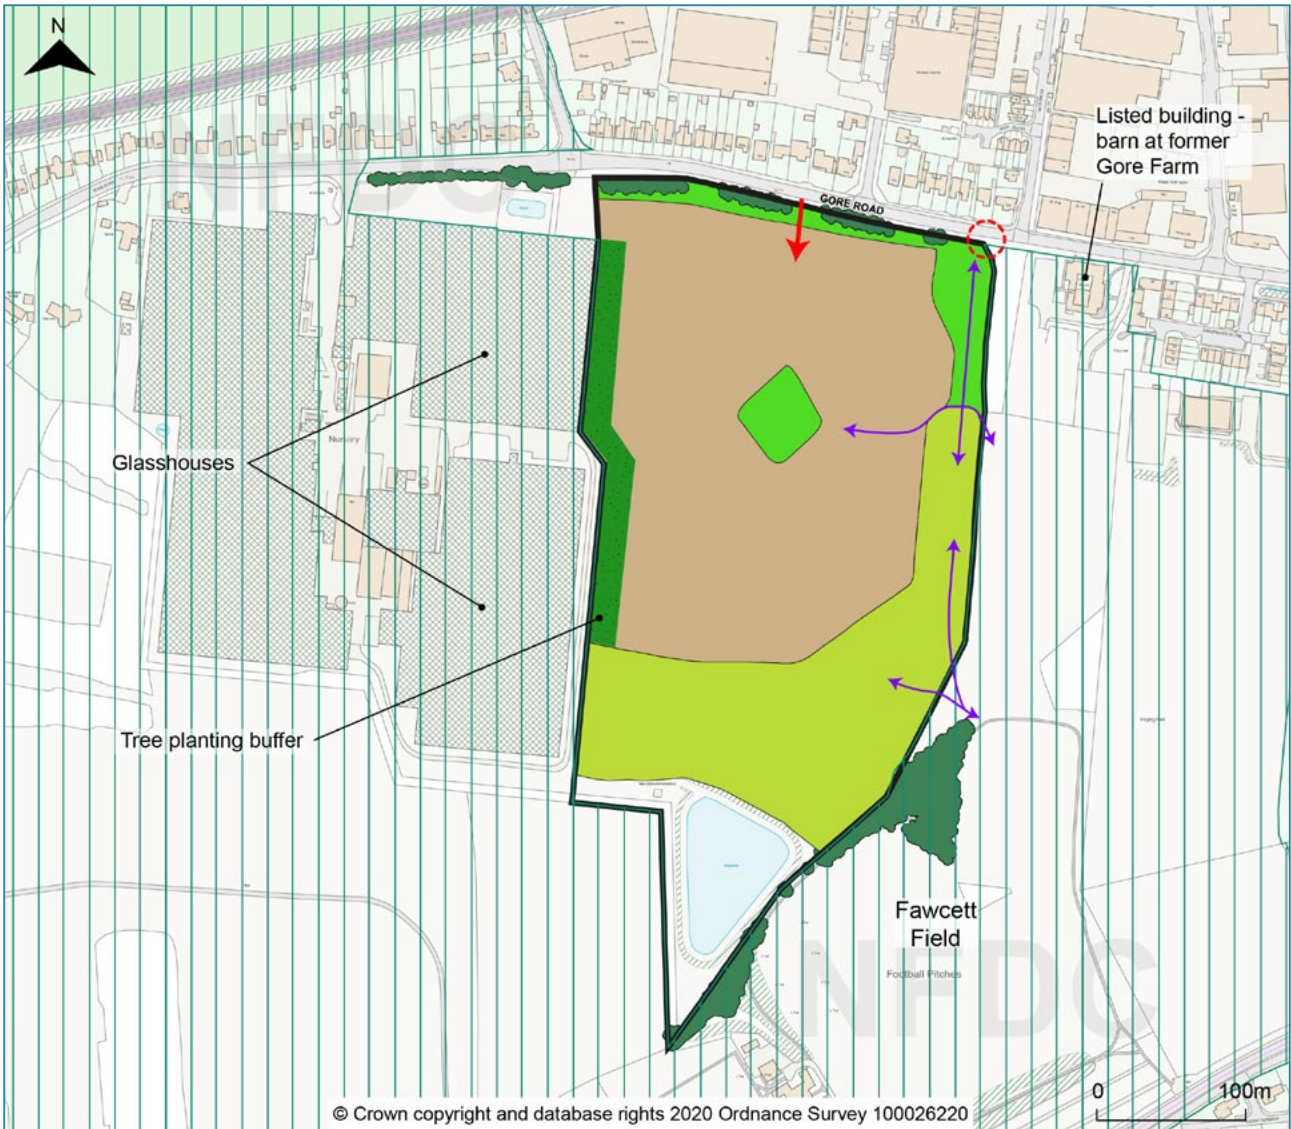 N
Listed building -
barn at former
Gore Farm
GORE ROAD
Nursery
Glasshouses
Tree planting buffer
Fawcett
Field
Football Pitches
NFDC
NFDC
0 100m
© Crown copyright and database rights 2020 Ordnance Survey 100026220